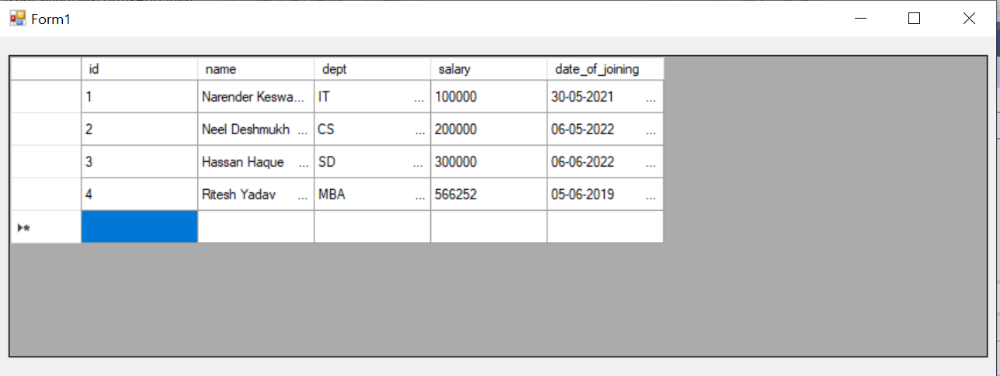 Form1
id name dept salary date_of_joining
1 Narender Keswa... IT ... 100000 30-05-2021 ...
2 Neel Deshmukh ... CS ... 200000 06-05-2022 ...
3 Hassan Haque ... SD ... 300000 06-06-2022 ...
4 Ritesh Yadav ... MBA ... 566252 05-06-2019 ...